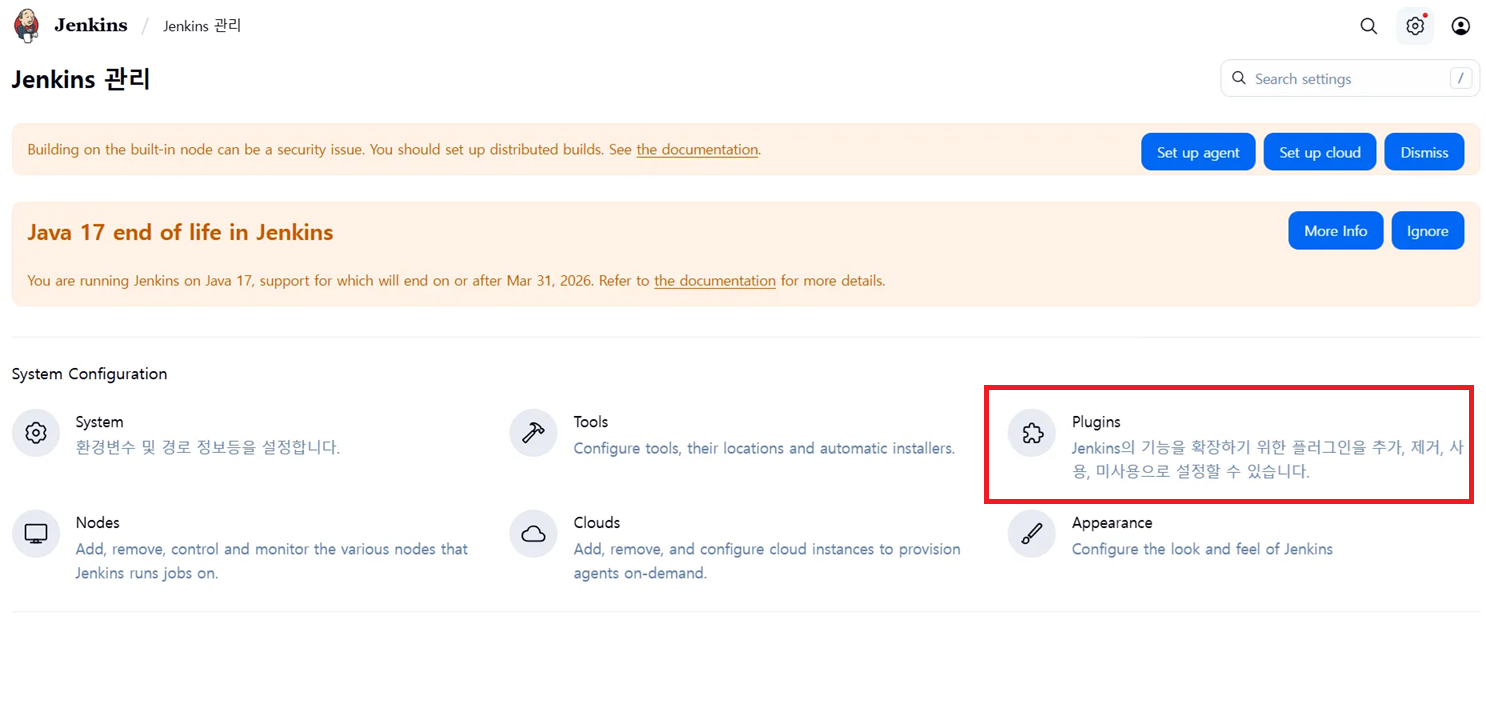 Jenkins / Jenkins 관리
Jenkins 관리
Search settings /
Building on the built-in node can be a security issue. You should set up distributed builds. See the documentation.
Set up agent Set up cloud Dismiss
Java 17 end of life in Jenkins
More Info Ignore
You are running Jenkins on Java 17, support for which will end on or after Mar 31, 2026. Refer to the documentation for more details.
System Configuration
System
환경변수 및 경로 정보등을 설정합니다.
Tools
Configure tools, their locations and automatic installers.
Plugins
Jenkins의 기능을 확장하기 위한 플러그인을 추가, 제거, 사
용, 미사용으로 설정할 수 있습니다.
Nodes
Add, remove, control and monitor the various nodes that
Jenkins runs jobs on.
Clouds
Add, remove, and configure cloud instances to provision
agents on-demand.
Appearance
Configure the look and feel of Jenkins